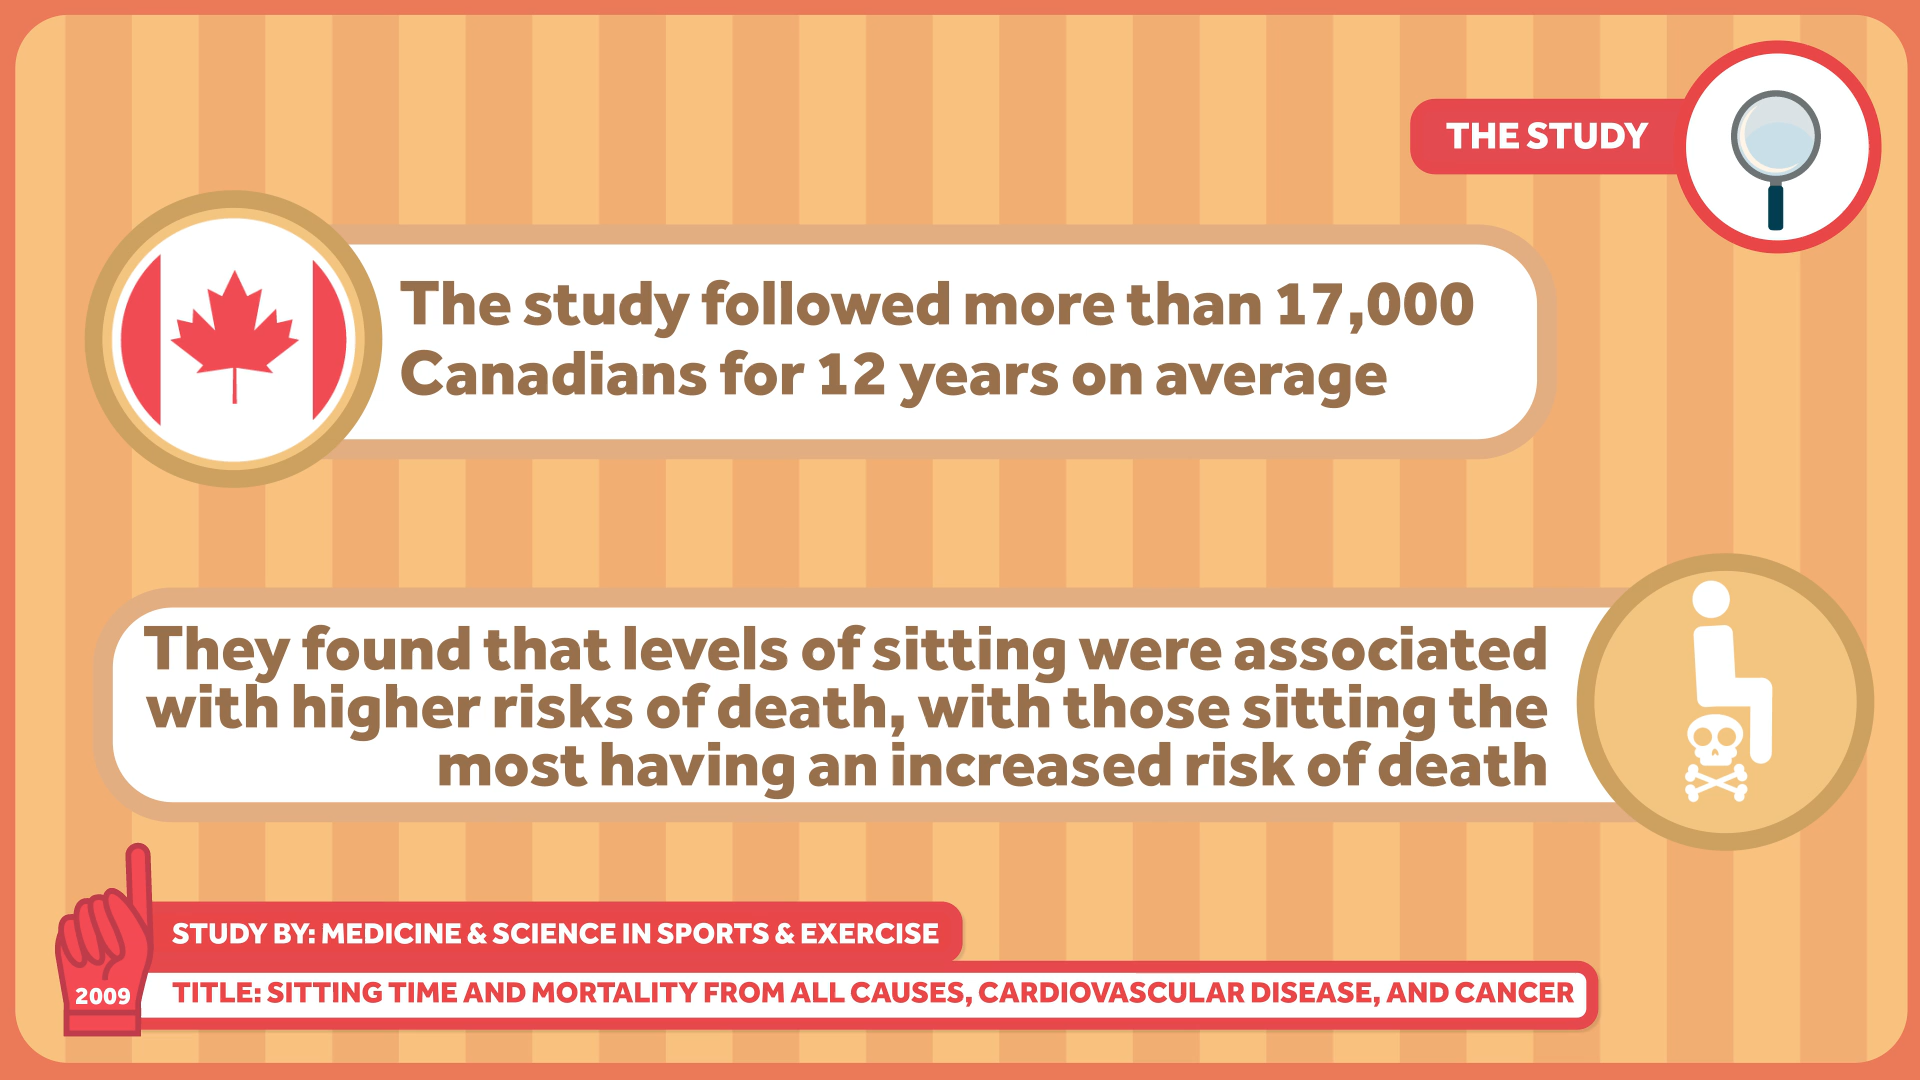 THE STUDY
The study followed more than 17,000
Canadians for 12 years on average
They found that levels of sitting were associated
with higher risks of death, with those sitting the
most having an increased risk of death
STUDY BY: MEDICINE & SCIENCE IN SPORTS & EXERCISE
2009
TITLE: SITTING TIME AND MORTALITY FROM ALL CAUSES, CARDIOVASCULAR DISEASE, AND CANCER